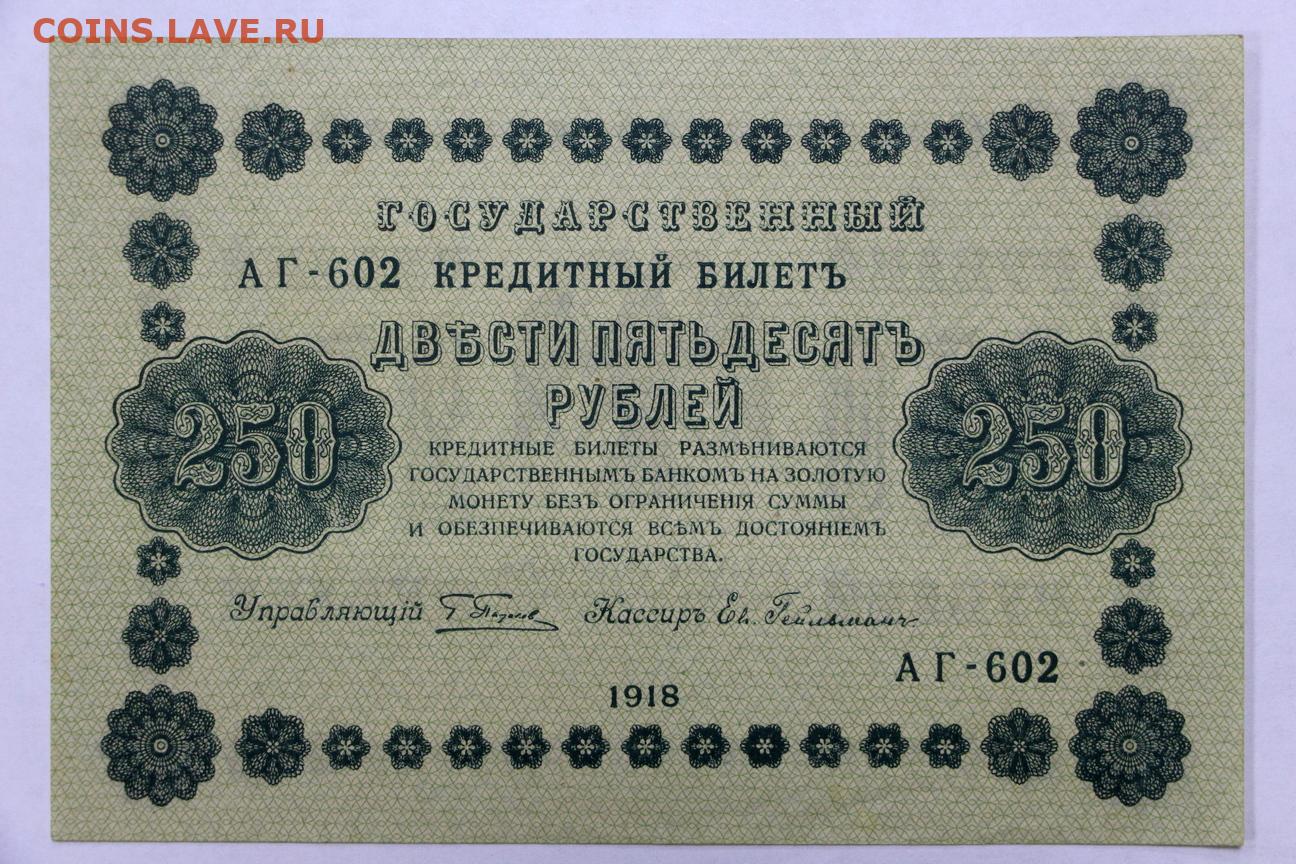 COINS.LAVE.RU
ГОСУДАРСТВЕННЫЙ
АГ-602 КРЕДИТНЫЙ БИЛЕТЪ
ДВѢСТИ ПЯТЬДЕСЯТЪ
РУБЛЕЙ
250
250
КРЕДИТНЫЕ БИЛЕТЫ РАЗМѢНИВАЮТСЯ
ГОСУДАРСТВЕННЫМЪ БАНКОМЪ НА ЗОЛОТУЮ
МОНЕТУ БЕЗЪ ОГРАНИЧЕНІЯ СУММЫ
И ОБЕЗПЕЧИВАЮТСЯ ВСѢМЪ ДОСТОЯНІЕМЪ
ГОСУДАРСТВА.
Управляющій Кассиръ Ев. Гейльманъ
АГ-602
1918